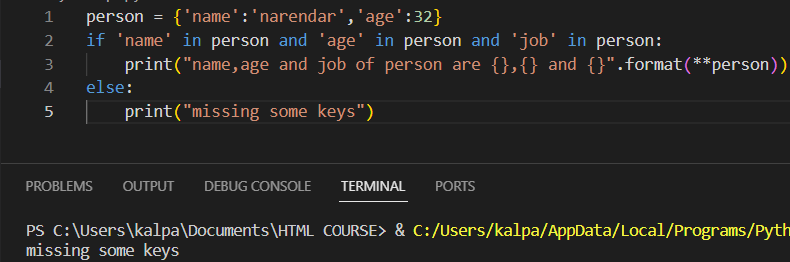 1 person = {'name':'narendar','age':32}
2 if 'name' in person and 'age' in person and 'job' in person:
3     print("name,age and job of person are {},{} and {}".format(**person))
4 else:
5     print("missing some keys")
PROBLEMS OUTPUT DEBUG CONSOLE TERMINAL PORTS
PS C:\Users\kalpa\Documents\HTML COURSE> & C:/Users/kalpa/AppData/Local/Programs/Pyth
missing some keys